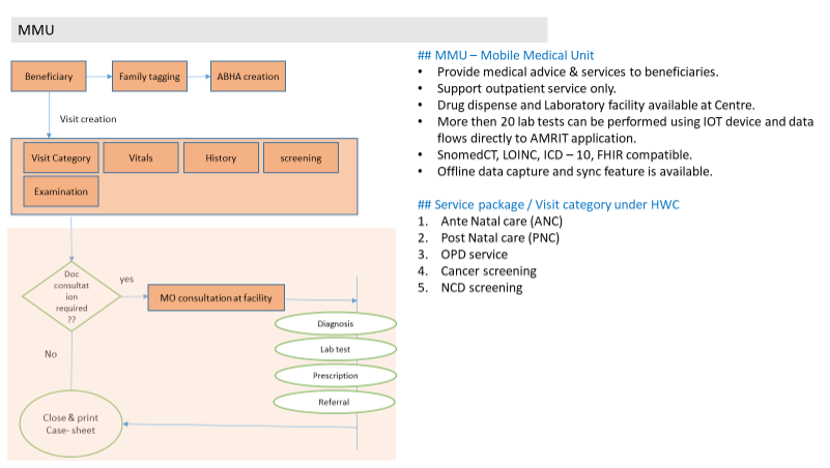 MMU
Beneficiary
Family tagging
ABHA creation
Visit creation
Visit Category
Vitals
History
screening
Examination
Doc
consultat
ion
required
??
yes
No
MO consultation at facility
Diagnosis
Lab test
Prescription
Referral
Close & print
Case- sheet
## MMU – Mobile Medical Unit
• Provide medical advice & services to beneficiaries.
• Support outpatient service only.
• Drug dispense and Laboratory facility available at Centre.
• More then 20 lab tests can be performed using IOT device and data
flows directly to AMRIT application.
• SnomedCT, LOINC, ICD – 10, FHIR compatible.
• Offline data capture and sync feature is available.
## Service package / Visit category under HWC
1. Ante Natal care (ANC)
2. Post Natal care (PNC)
3. OPD service
4. Cancer screening
5. NCD screening